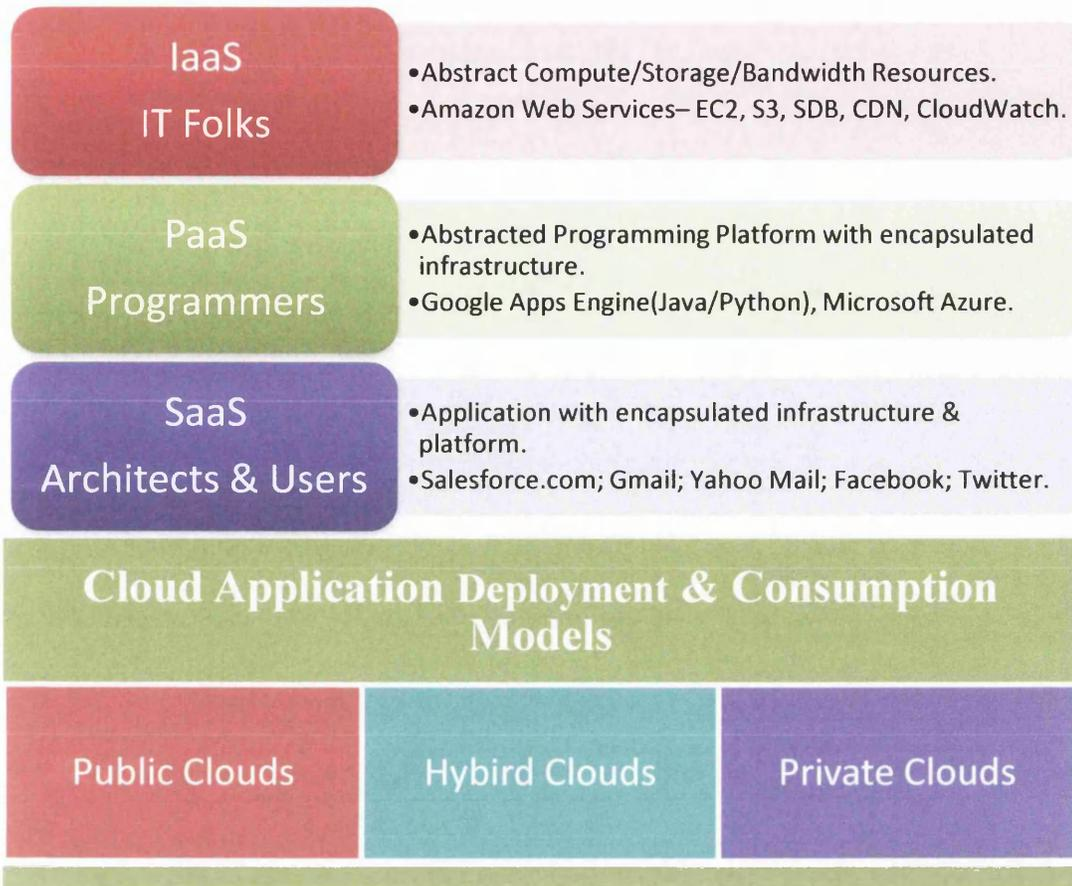 IaaS
IT Folks
•Abstract Compute/Storage/Bandwidth Resources.
•Amazon Web Services– EC2, S3, SDB, CDN, CloudWatch.
PaaS
Programmers
•Abstracted Programming Platform with encapsulated
infrastructure.
•Google Apps Engine(Java/Python), Microsoft Azure.
SaaS
Architects & Users
•Application with encapsulated infrastructure &
platform.
•Salesforce.com; Gmail; Yahoo Mail; Facebook; Twitter.
Cloud Application Deployment & Consumption
Models
Public Clouds
Hybird Clouds
Private Clouds